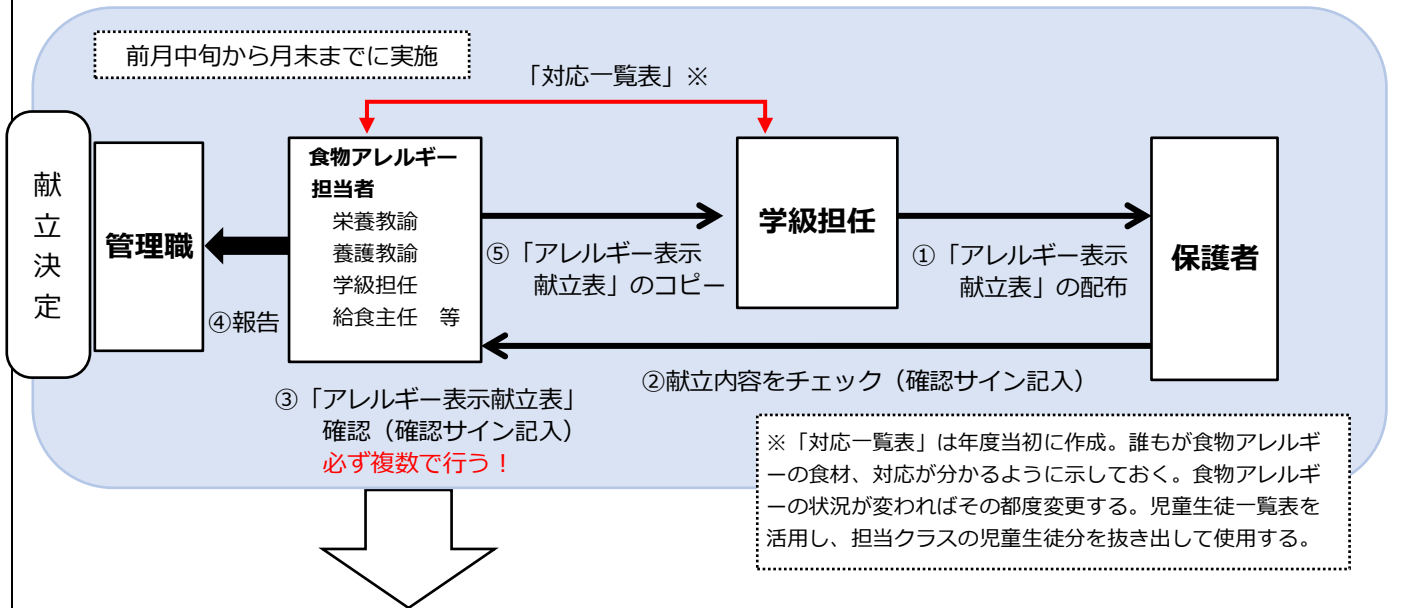 前月中旬から月末までに実施
「対応一覧表」※
献立決定
管理職
食物アレルギー
担当者
栄養教諭
養護教諭
学級担任
給食主任　等
④報告
⑤「アレルギー表示
献立表」のコピー
学級担任
①「アレルギー表示
献立表」の配布
保護者
②献立内容をチェック（確認サイン記入）
③「アレルギー表示献立表」
確認（確認サイン記入）
必ず複数で行う！
※「対応一覧表」は年度当初に作成。誰もが食物アレルギ
ーの食材、対応が分かるように示しておく。食物アレルギ
ーの状況が変わればその都度変更する。児童生徒一覧表を
活用し、担当クラスの児童生徒分を抜き出して使用する。